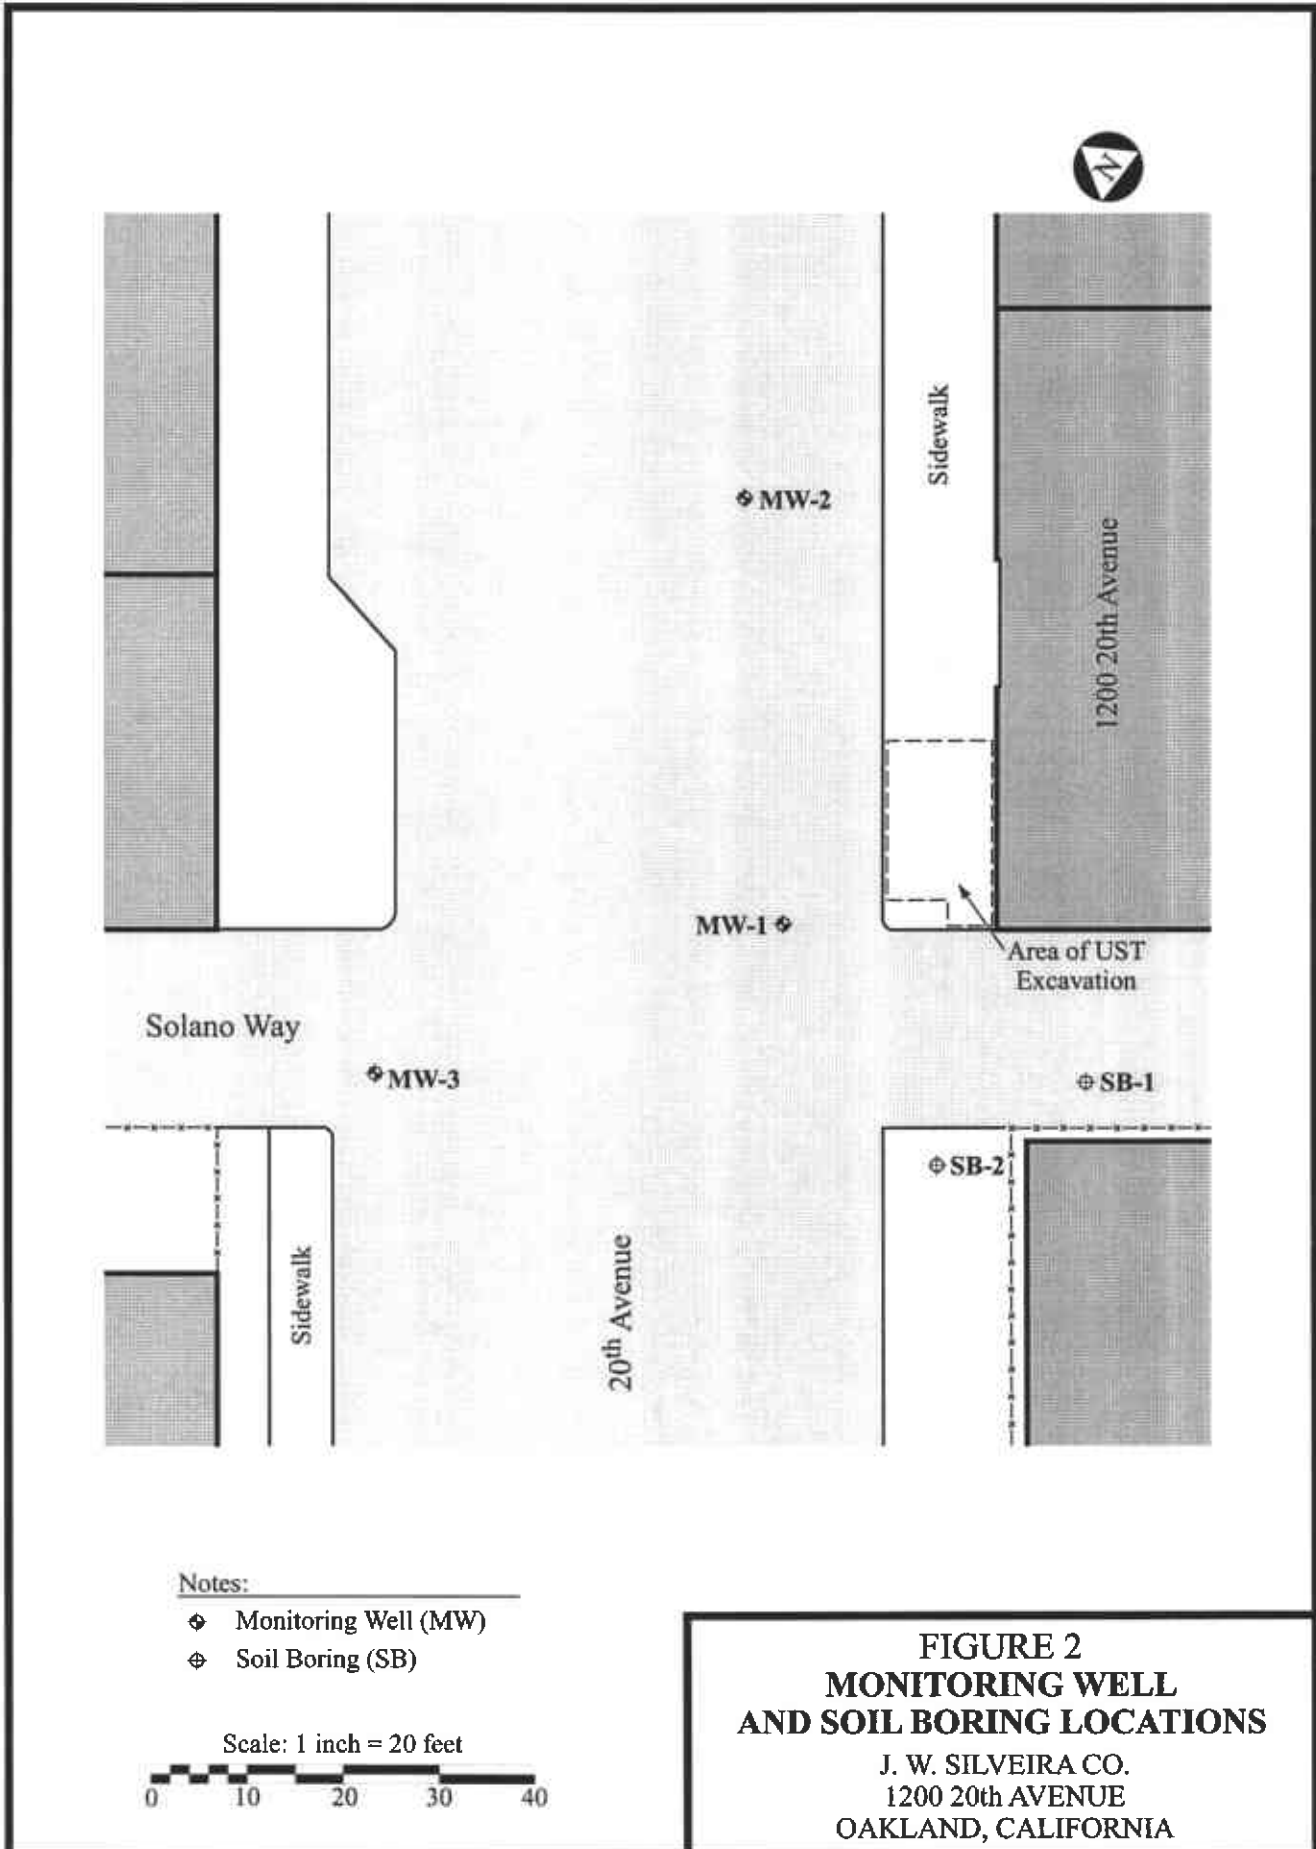 N
Sidewalk
MW-2
1200 20th Avenue
MW-1
Area of UST
Excavation
Solano Way
MW-3
SB-1
SB-2
Sidewalk
20th Avenue
Notes:
Monitoring Well (MW)
Soil Boring (SB)
Scale: 1 inch = 20 feet
0 10 20 30 40
FIGURE 2
MONITORING WELL
AND SOIL BORING LOCATIONS
J. W. SILVEIRA CO.
1200 20th AVENUE
OAKLAND, CALIFORNIA